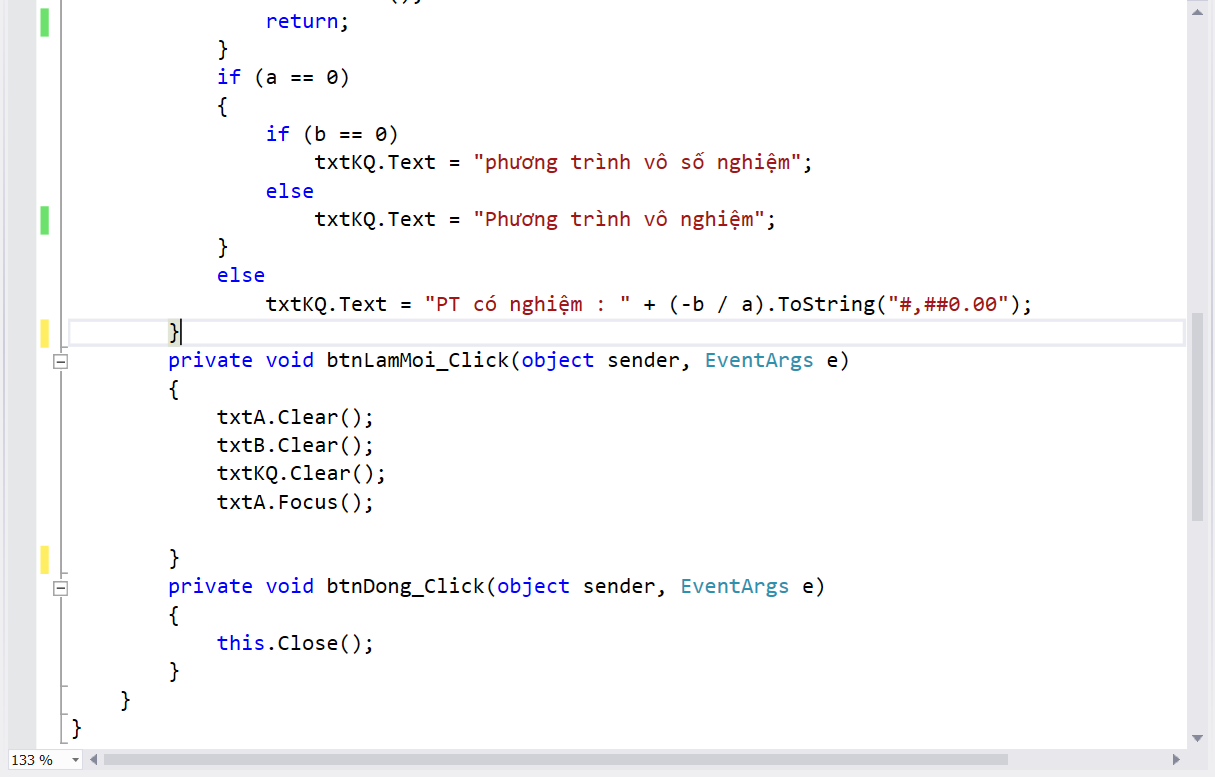 return;
}
if (a == 0)
{
if (b == 0)
txtKQ.Text = "phương trình vô số nghiệm";
else
txtKQ.Text = "Phương trình vô nghiệm";
}
else
txtKQ.Text = "PT có nghiệm : " + (-b / a).ToString("#,##0.00");
}
private void btnLamMoi_Click(object sender, EventArgs e)
{
txtA.Clear();
txtB.Clear();
txtKQ.Clear();
txtA.Focus();
}
private void btnDong_Click(object sender, EventArgs e)
{
this.Close();
}
}
}
133 %